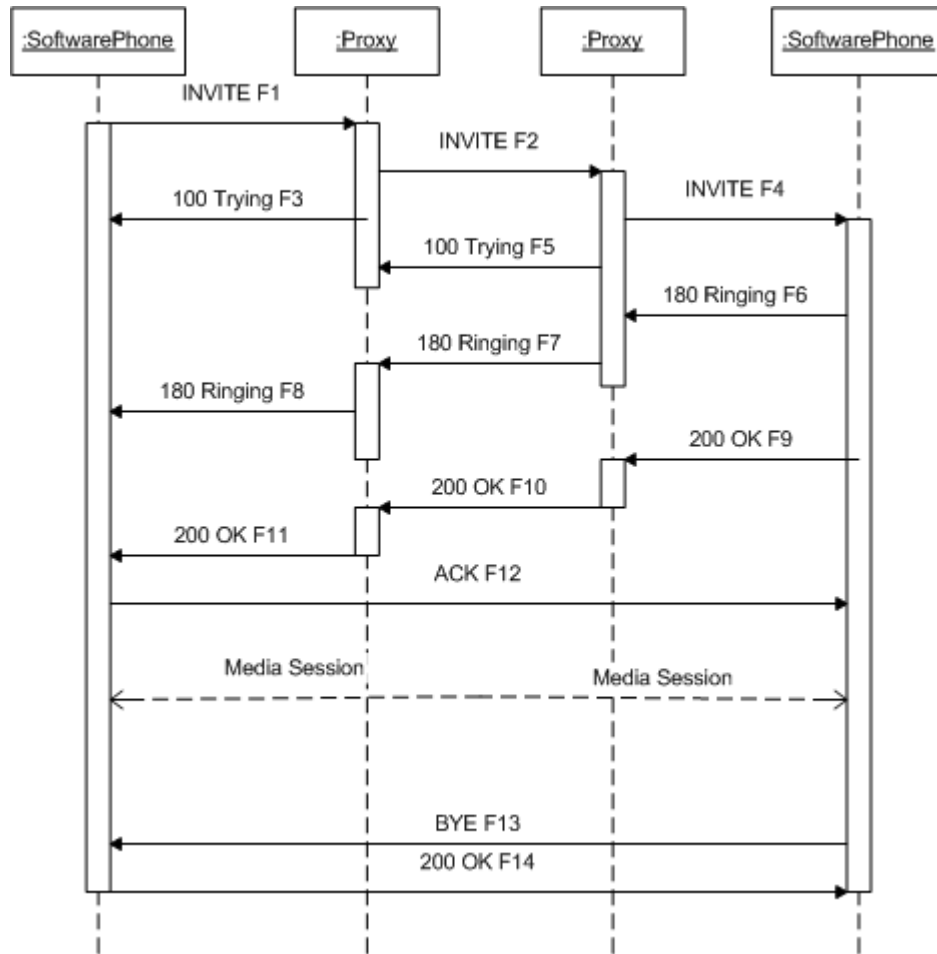 :SoftwarePhone
:Proxy
:Proxy
:SoftwarePhone
INVITE F1
INVITE F2
INVITE F4
100 Trying F3
100 Trying F5
180 Ringing F6
180 Ringing F7
180 Ringing F8
200 OK F9
200 OK F10
200 OK F11
ACK F12
Media Session
Media Session
BYE F13
200 OK F14